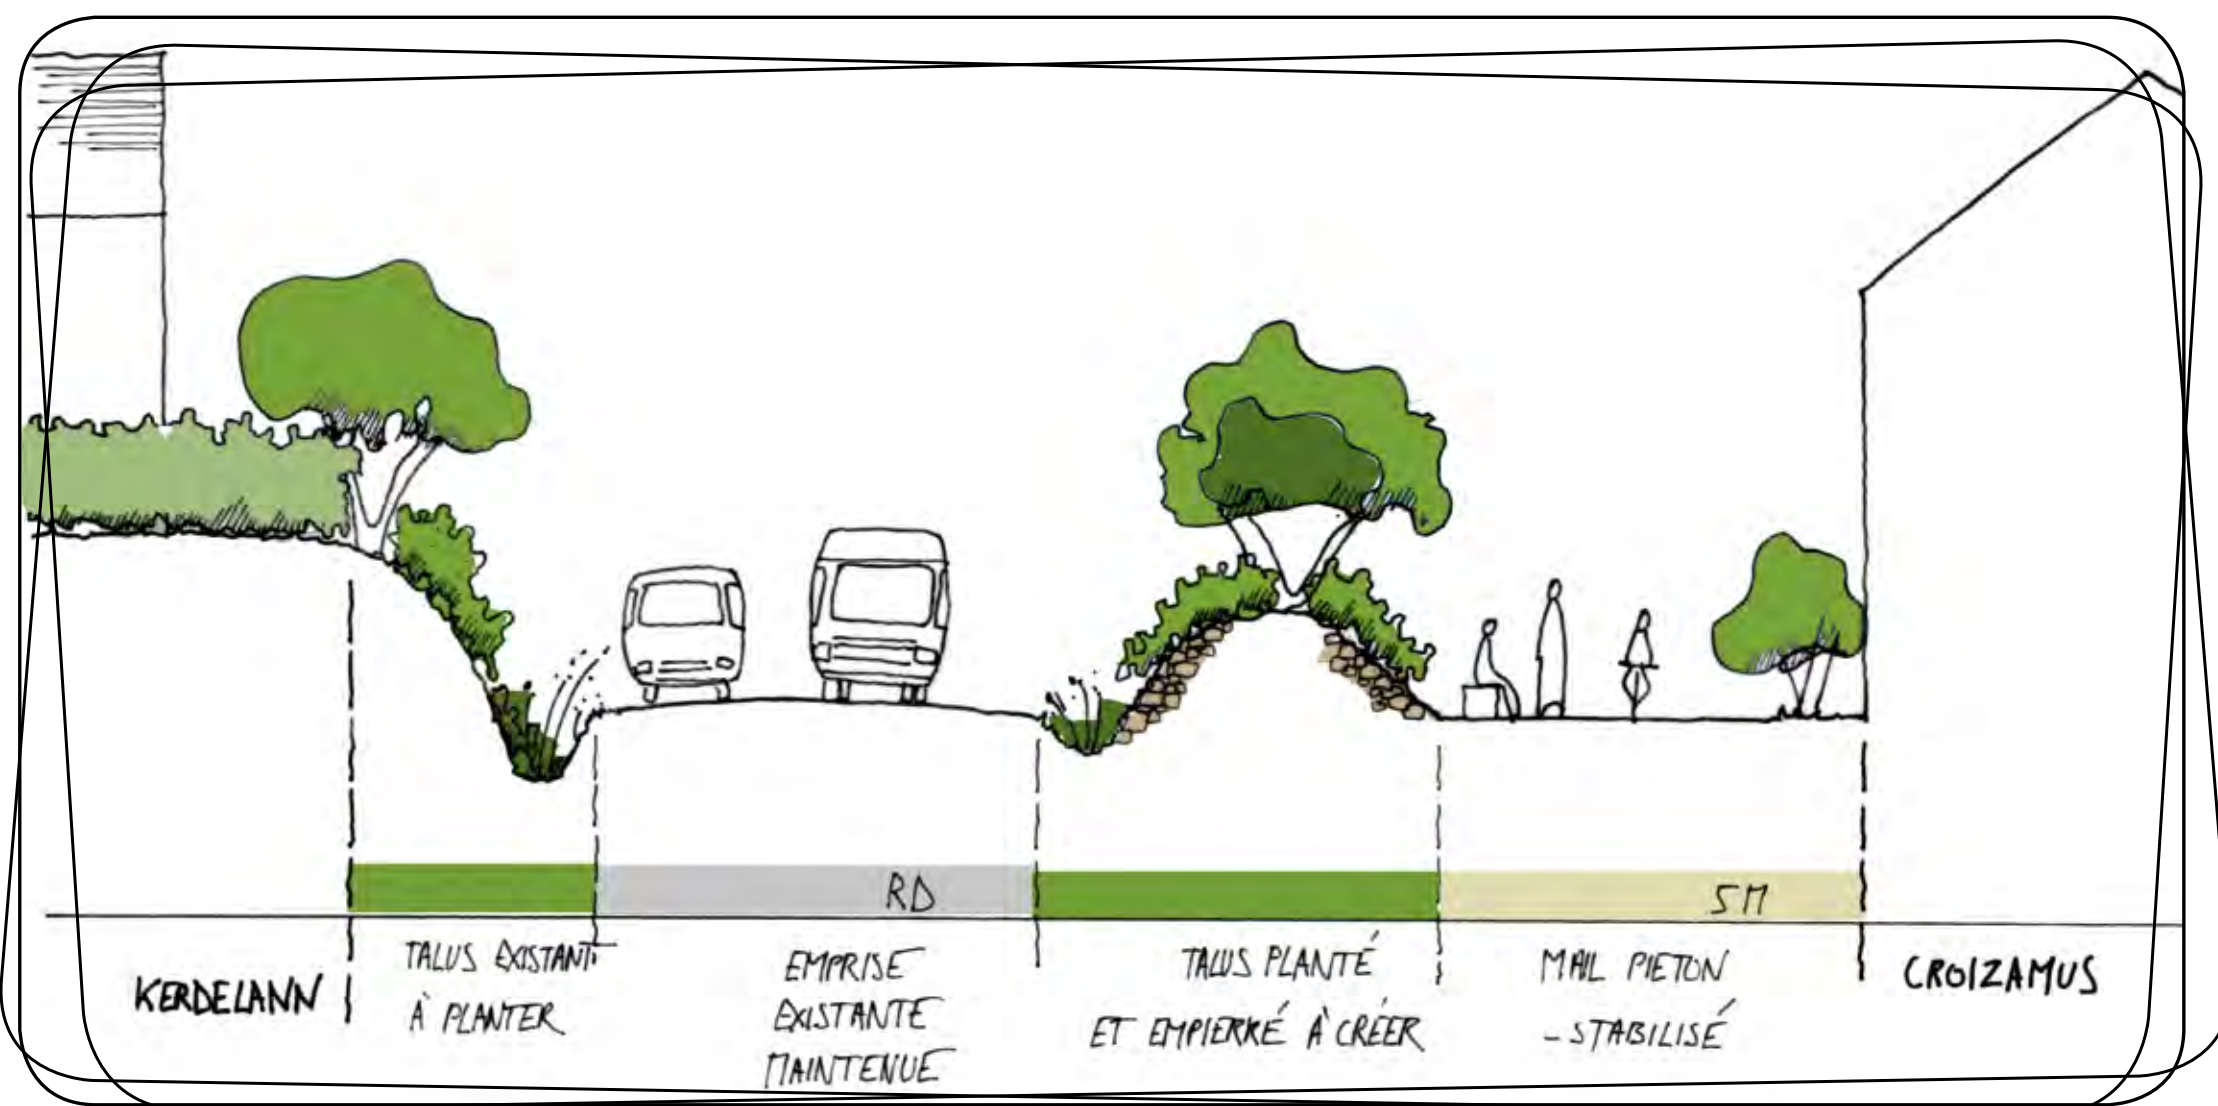 RD
5M
KERDELANN
TALUS EXISTANT
À PLANTER
EMPRISE
EXISTANTE
MAINTENUE
TALUS PLANTÉ
ET EMPIERRÉ À CRÉER
MAIL PIETON
- STABILISÉ
CROIZAMUS